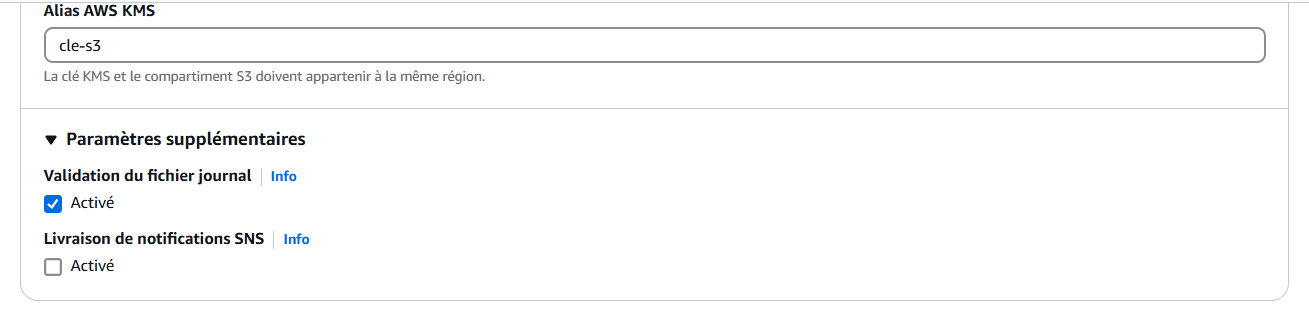 Alias AWS KMS
cle-s3
La clé KMS et le compartiment S3 doivent appartenir à la même région.
Paramètres supplémentaires
Validation du fichier journal Info
Activé
Livraison de notifications SNS Info
Activé